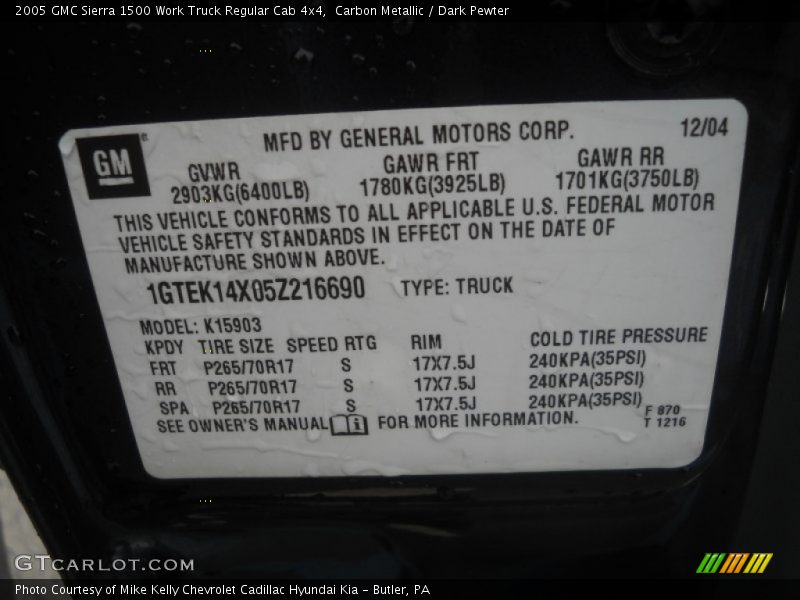 2005 GMC Sierra 1500 Work Truck Regular Cab 4x4, Carbon Metallic / Dark Pewter
GM
MFD BY GENERAL MOTORS CORP. 12/04
GVWR GAWR FRT GAWR RR
2903KG(6400LB) 1780KG(3925LB) 1701KG(3750LB)
THIS VEHICLE CONFORMS TO ALL APPLICABLE U.S. FEDERAL MOTOR
VEHICLE SAFETY STANDARDS IN EFFECT ON THE DATE OF
MANUFACTURE SHOWN ABOVE.
1GTEK14X05Z216690 TYPE: TRUCK
MODEL: K15903
KPDY TIRE SIZE SPEED RTG RIM COLD TIRE PRESSURE
FRT P265/70R17 S 17X7.5J 240KPA(35PSI)
RR P265/70R17 S 17X7.5J 240KPA(35PSI)
SPA P265/70R17 S 17X7.5J 240KPA(35PSI)
SEE OWNER'S MANUAL i FOR MORE INFORMATION.
F 870
T 1216
GTCARLOT.COM
Photo Courtesy of Mike Kelly Chevrolet Cadillac Hyundai Kia – Butler, PA